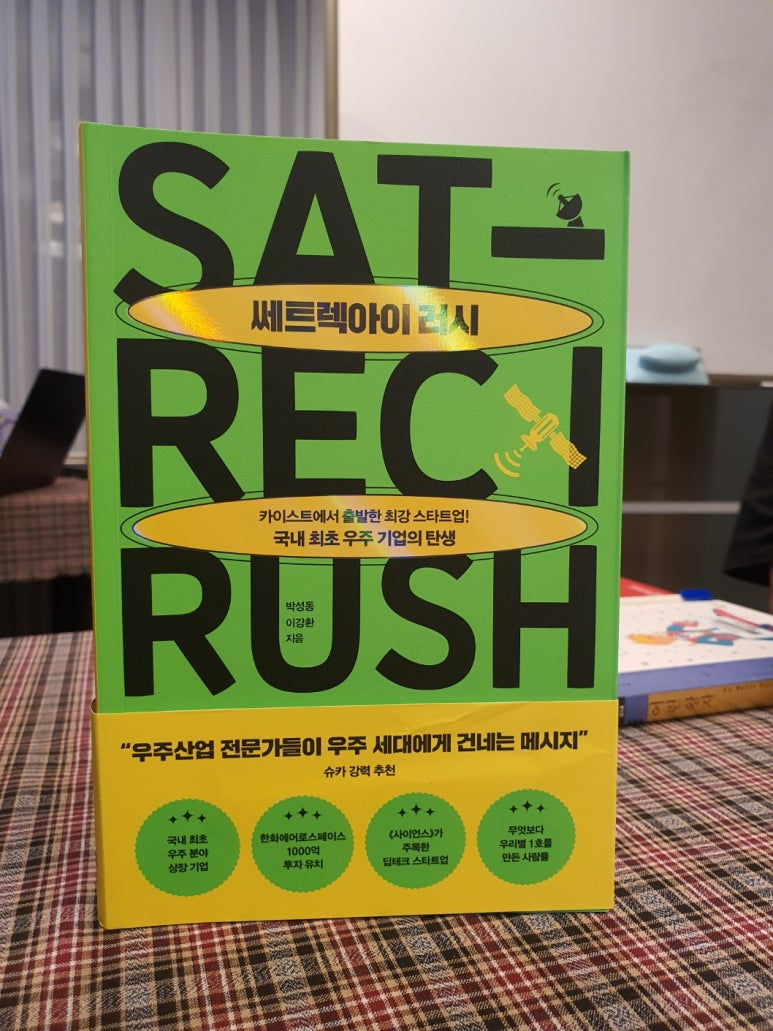 SAT-
쎄트렉아이 러시
REC I
카이스트에서 출발한 최강 스타트업!
국내 최초 우주 기업의 탄생
RUSH
박성동
이강환
지음
“우주산업 전문가들이 우주 세대에게 건네는 메시지”
슈카 강력 추천
국내 최초
우주 분야
상장 기업
한화에어로스페이스
1000억
투자 유치
《사이언스》가
주목한
딥테크 스타트업
무엇보다
우리별 1호를
만든 사람들
어린 왕자